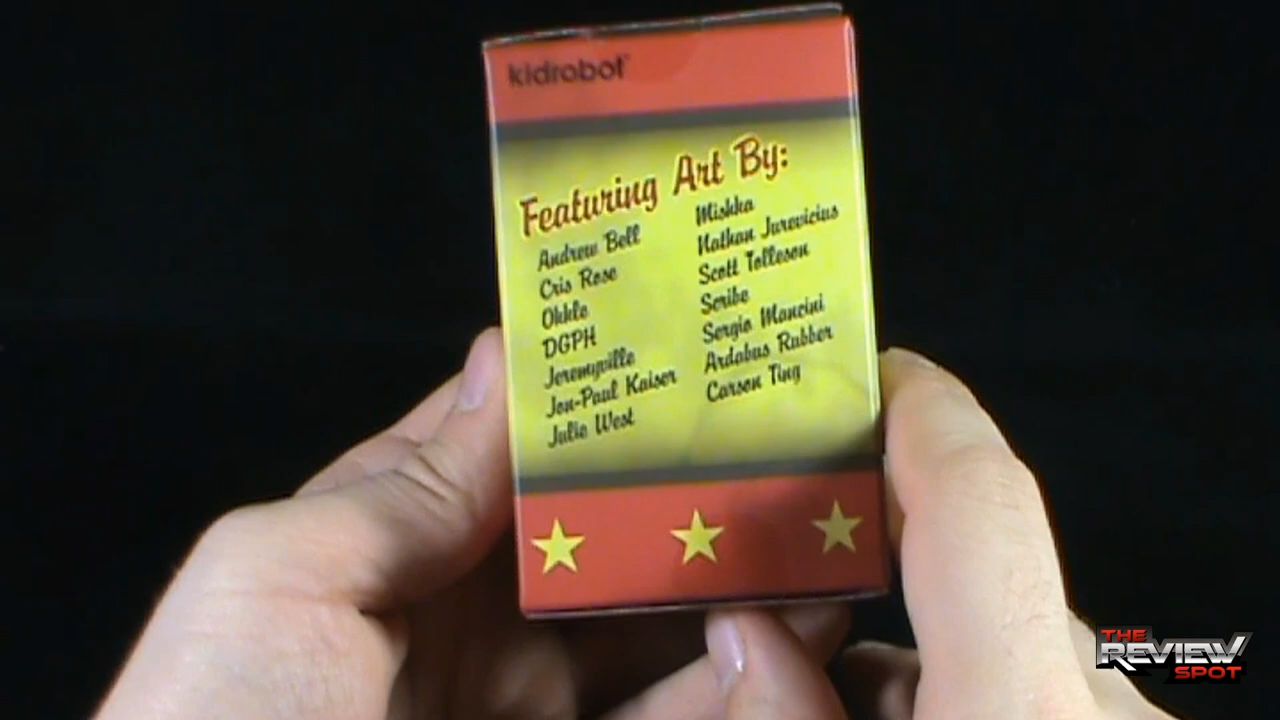 kidrobot
Featuring Art By:
Andrew Bell
Cris Rose
Okkle
DGPH
Jeremyville
Jon-Paul Kaiser
Julie West
Mishka
Nathan Jurevicius
Scott Tolleson
Scribe
Sergio Mancini
Ardabus Rubber
Carson Ting
THE
REVIEW
SPOT